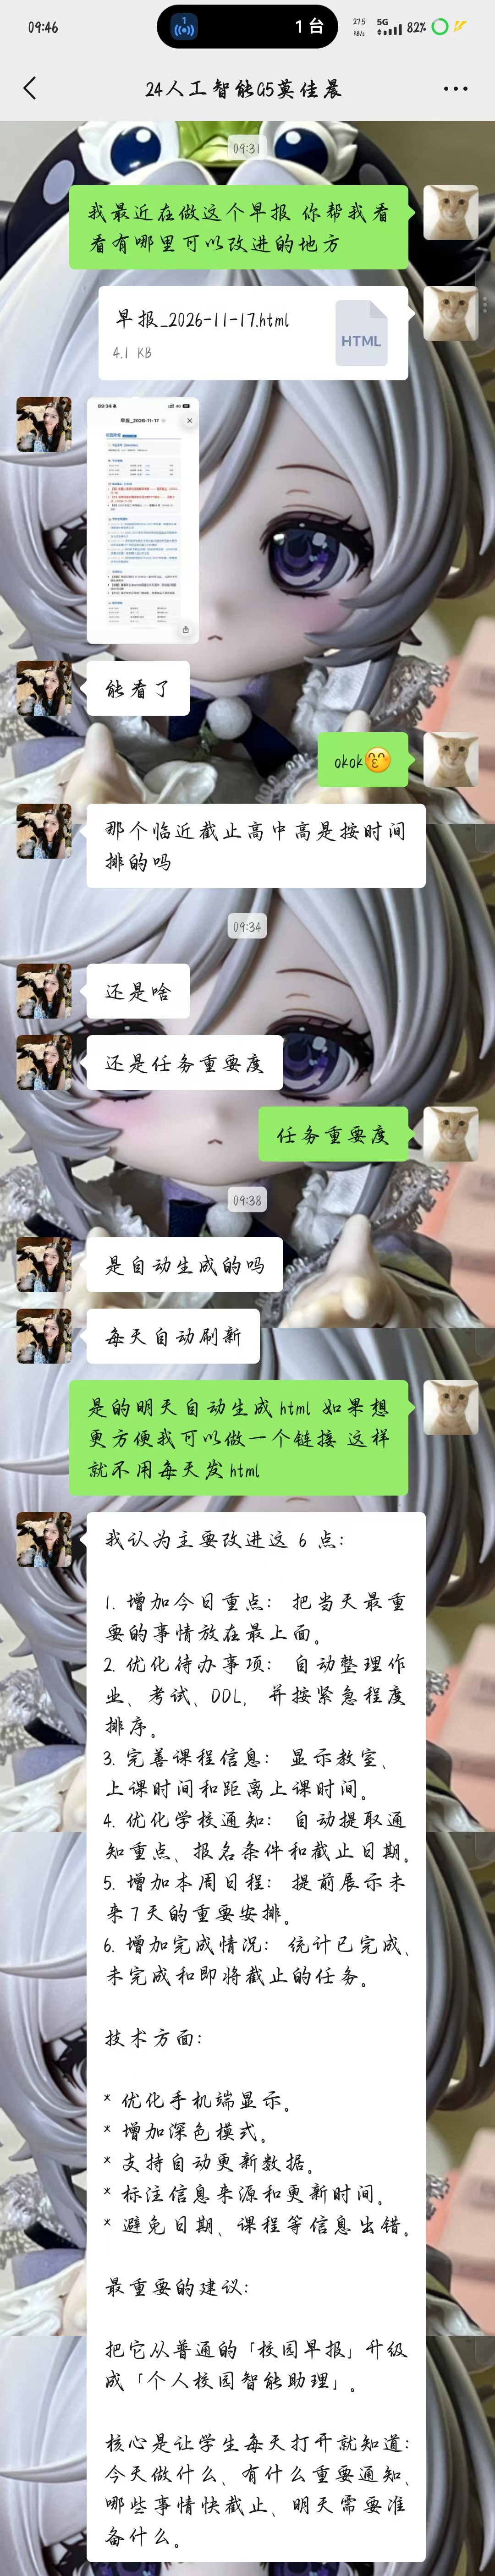 09:46
1
1 台
27.5
KB/s
5G
82%
24人工智能G5莫佳晨
09:31
我最近在做这个早报 你帮我看
看有哪里可以改进的地方
早报_2026-11-17.html
4.1 KB
HTML
09:34
早报_2026-11-17
能看了
okok
那个临近截止高中高是按时间
排的吗
09:34
还是啥
还是任务重要度
任务重要度
09:38
是自动生成的吗
每天自动刷新
是的明天自动生成html 如果想
更方便我可以做一个链接 这样
就不用每天发html
我认为主要改进这 6 点:
1. 增加今日重点: 把当天最重
要的事情放在最上面。
2. 优化待办事项: 自动整理作
业、考试、DDL, 并按紧急程度
排序。
3. 完善课程信息: 显示教室、
上课时间和距离上课时间。
4. 优化学校通知: 自动提取通
知重点、报名条件和截止日期。
5. 增加本周日程: 提前展示未
来7天的重要安排。
6. 增加完成情况: 统计已完成、
未完成和即将截止的任务。
技术方面:
* 优化手机端显示。
* 增加深色模式。
* 支持自动更新数据。
* 标注信息来源和更新时间。
* 避免日期、课程等信息出错。
最重要的建议:
把它从普通的「校园早报」升级
成「个人校园智能助理」。
核心是让学生每天打开就知道:
今天做什么、有什么重要通知、
哪些事情快截止、明天需要准
备什么。